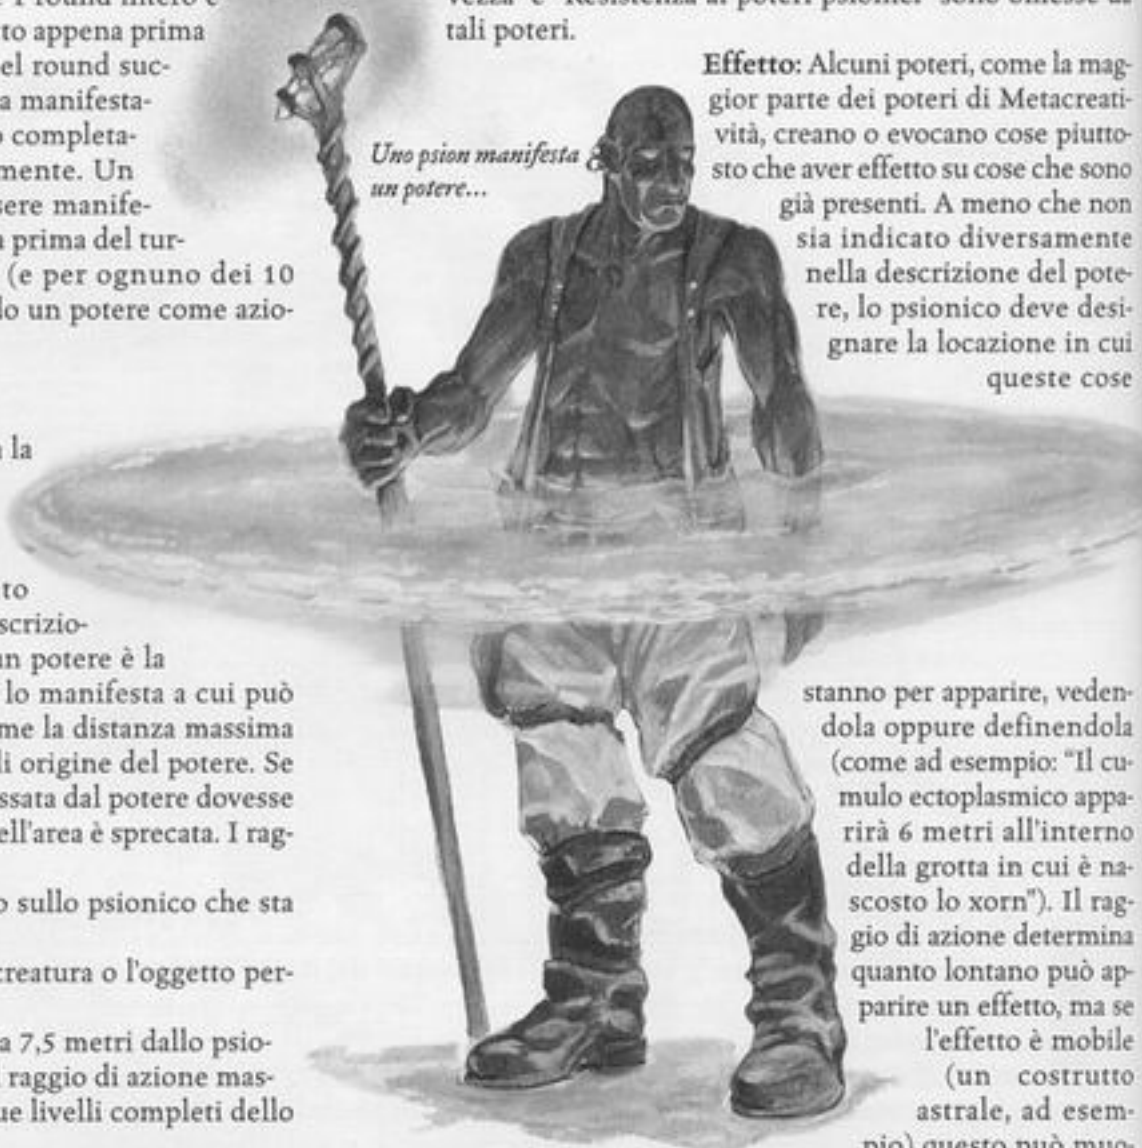 to appena prima
el round suc-
a manifesta-
completa-
mente. Un
sere manife-
prima del tur-
(e per ognuno dei 10
lo un potere come azio-
la
to
scrizio-
un potere è la
lo manifesta a cui può
me la distanza massima
di origine del potere. Se
ssata dal potere dovesse
ell'area è sprecata. I rag-
o sullo psionico che sta
creatura o l'oggetto per-
a 7,5 metri dallo psio-
raggio di azione mas-
ue livelli completi dello
Uno psion manifesta
un potere...
tali poteri.
Effetto: Alcuni poteri, come la mag-
gior parte dei poteri di Metacreati-
vità, creano o evocano cose piutto-
sto che aver effetto su cose che sono
già presenti. A meno che non
sia indicato diversamente
nella descrizione del pote-
re, lo psionico deve desi-
gnare la locazione in cui
queste cose
stanno per apparire, veden-
dola oppure definendola
(come ad esempio: “Il cu-
mulo ectoplasmico appa-
rirà 6 metri all'interno
della grotta in cui è na-
scosto lo xorn”). Il rag-
gio di azione determina
quanto lontano può ap-
parire un effetto, ma se
l'effetto è mobile
(un costrutto
astrale, ad esem-
pio) questo può muo-